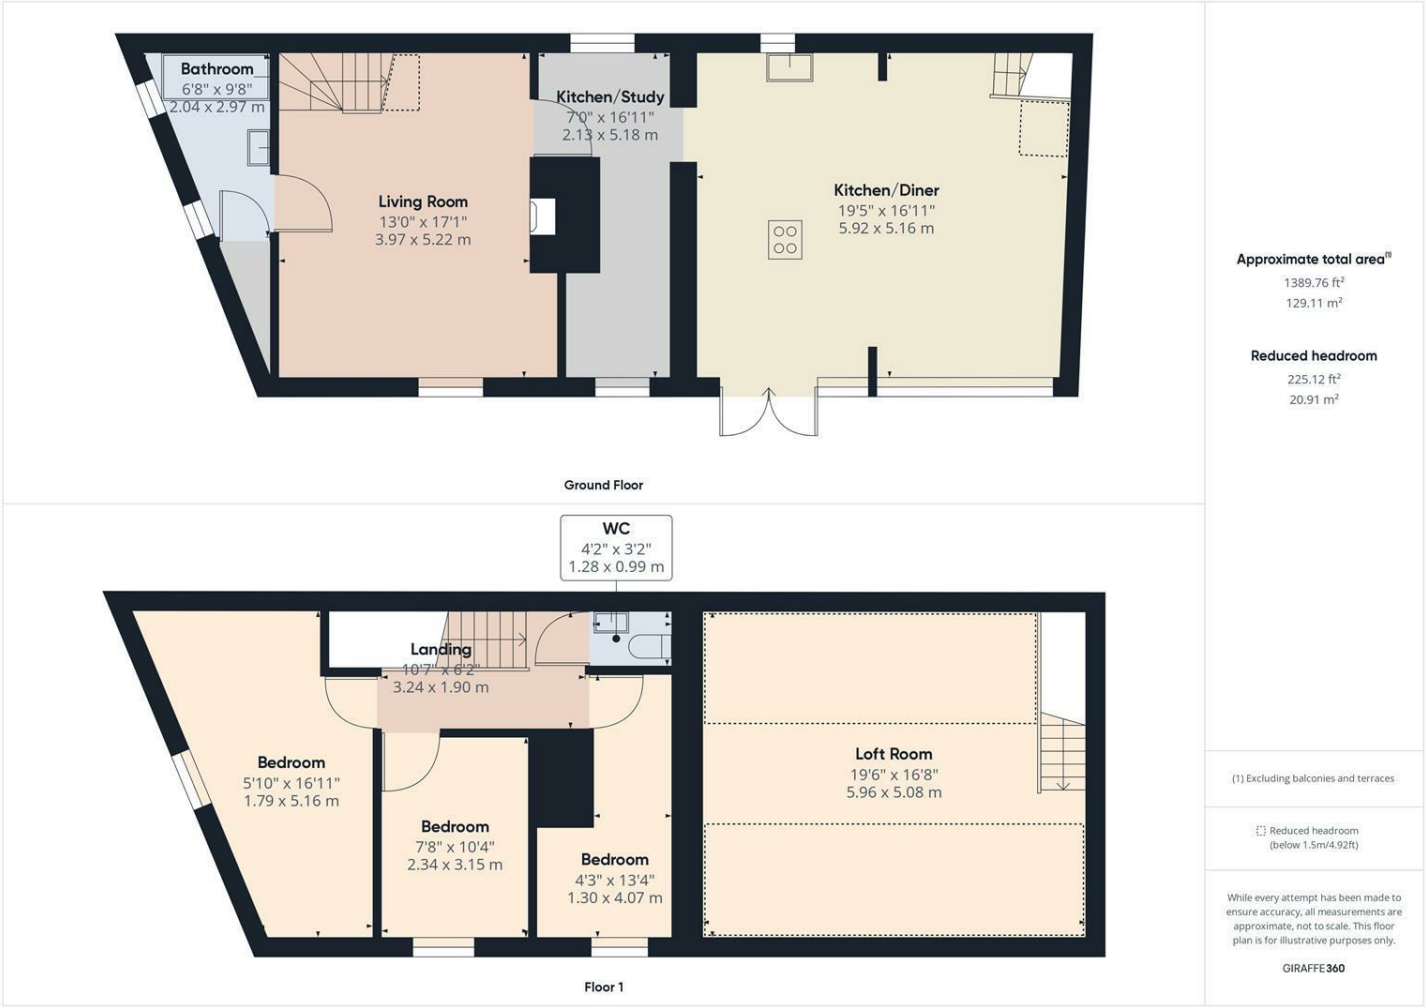 Bathroom
6'8" x 9'8"
2.04 x 2.97 m
Living Room
13'0" x 17'1"
3.97 x 5.22 m
Kitchen/Study
7'0" x 16'11"
2.13 x 5.18 m
Kitchen/Diner
19'5" x 16'11"
5.92 x 5.16 m
Ground Floor
WC
4'2" x 3'2"
1.28 x 0.99 m
Landing
10'7" x 6'2"
3.24 x 1.90 m
Bedroom
5'10" x 16'11"
1.79 x 5.16 m
Bedroom
7'8" x 10'4"
2.34 x 3.15 m
Bedroom
4'3" x 13'4"
1.30 x 4.07 m
Loft Room
19'6" x 16'8"
5.96 x 5.08 m
Floor 1
Approximate total area⁽¹⁾
1389.76 ft²
129.11 m²
Reduced headroom
225.12 ft²
20.91 m²
(1) Excluding balconies and terraces
Reduced headroom
(below 1.5m/4.92ft)
While every attempt has been made to
ensure accuracy, all measurements are
approximate, not to scale. This floor
plan is for illustrative purposes only.
GIRAFFE360